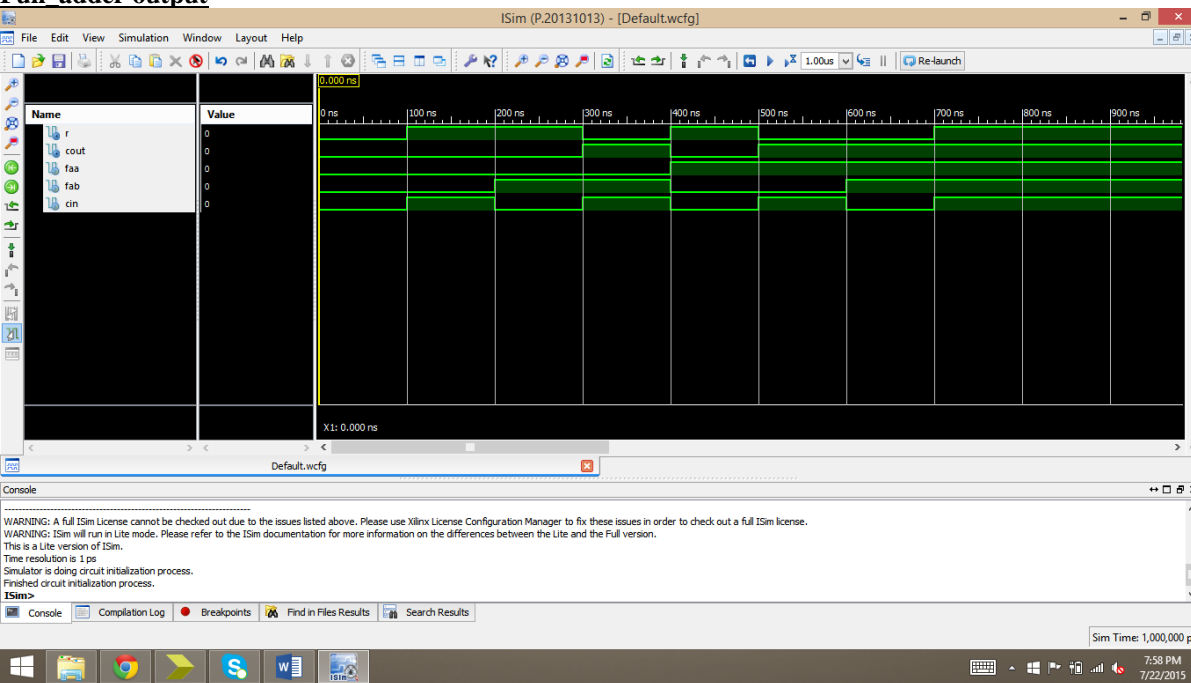 Full_adder output
ISim (P.20131013) - [Default.wcfg]
File Edit View Simulation Window Layout Help
1.00us Re-launch
0.000 ns
Name Value 0 ns 100 ns 200 ns 300 ns 400 ns 500 ns 600 ns 700 ns 800 ns 900 ns
r 0
cout 0
faa 0
fab 0
cin 0
X1: 0.000 ns
Default.wcfg
Console
WARNING: A full ISim License cannot be checked out due to the issues listed above. Please use Xilinx License Configuration Manager to fix these issues in order to check out a full ISim license.
WARNING: ISim will run in Lite mode. Please refer to the ISim documentation for more information on the differences between the Lite and the Full version.
This is a Lite version of ISim.
Time resolution is 1 ps
Simulator is doing circuit initialization process.
Finished circuit initialization process.
ISim>
Console Compilation Log Breakpoints Find in Files Results Search Results
Sim Time: 1,000,000 p
7:58 PM
7/22/2015